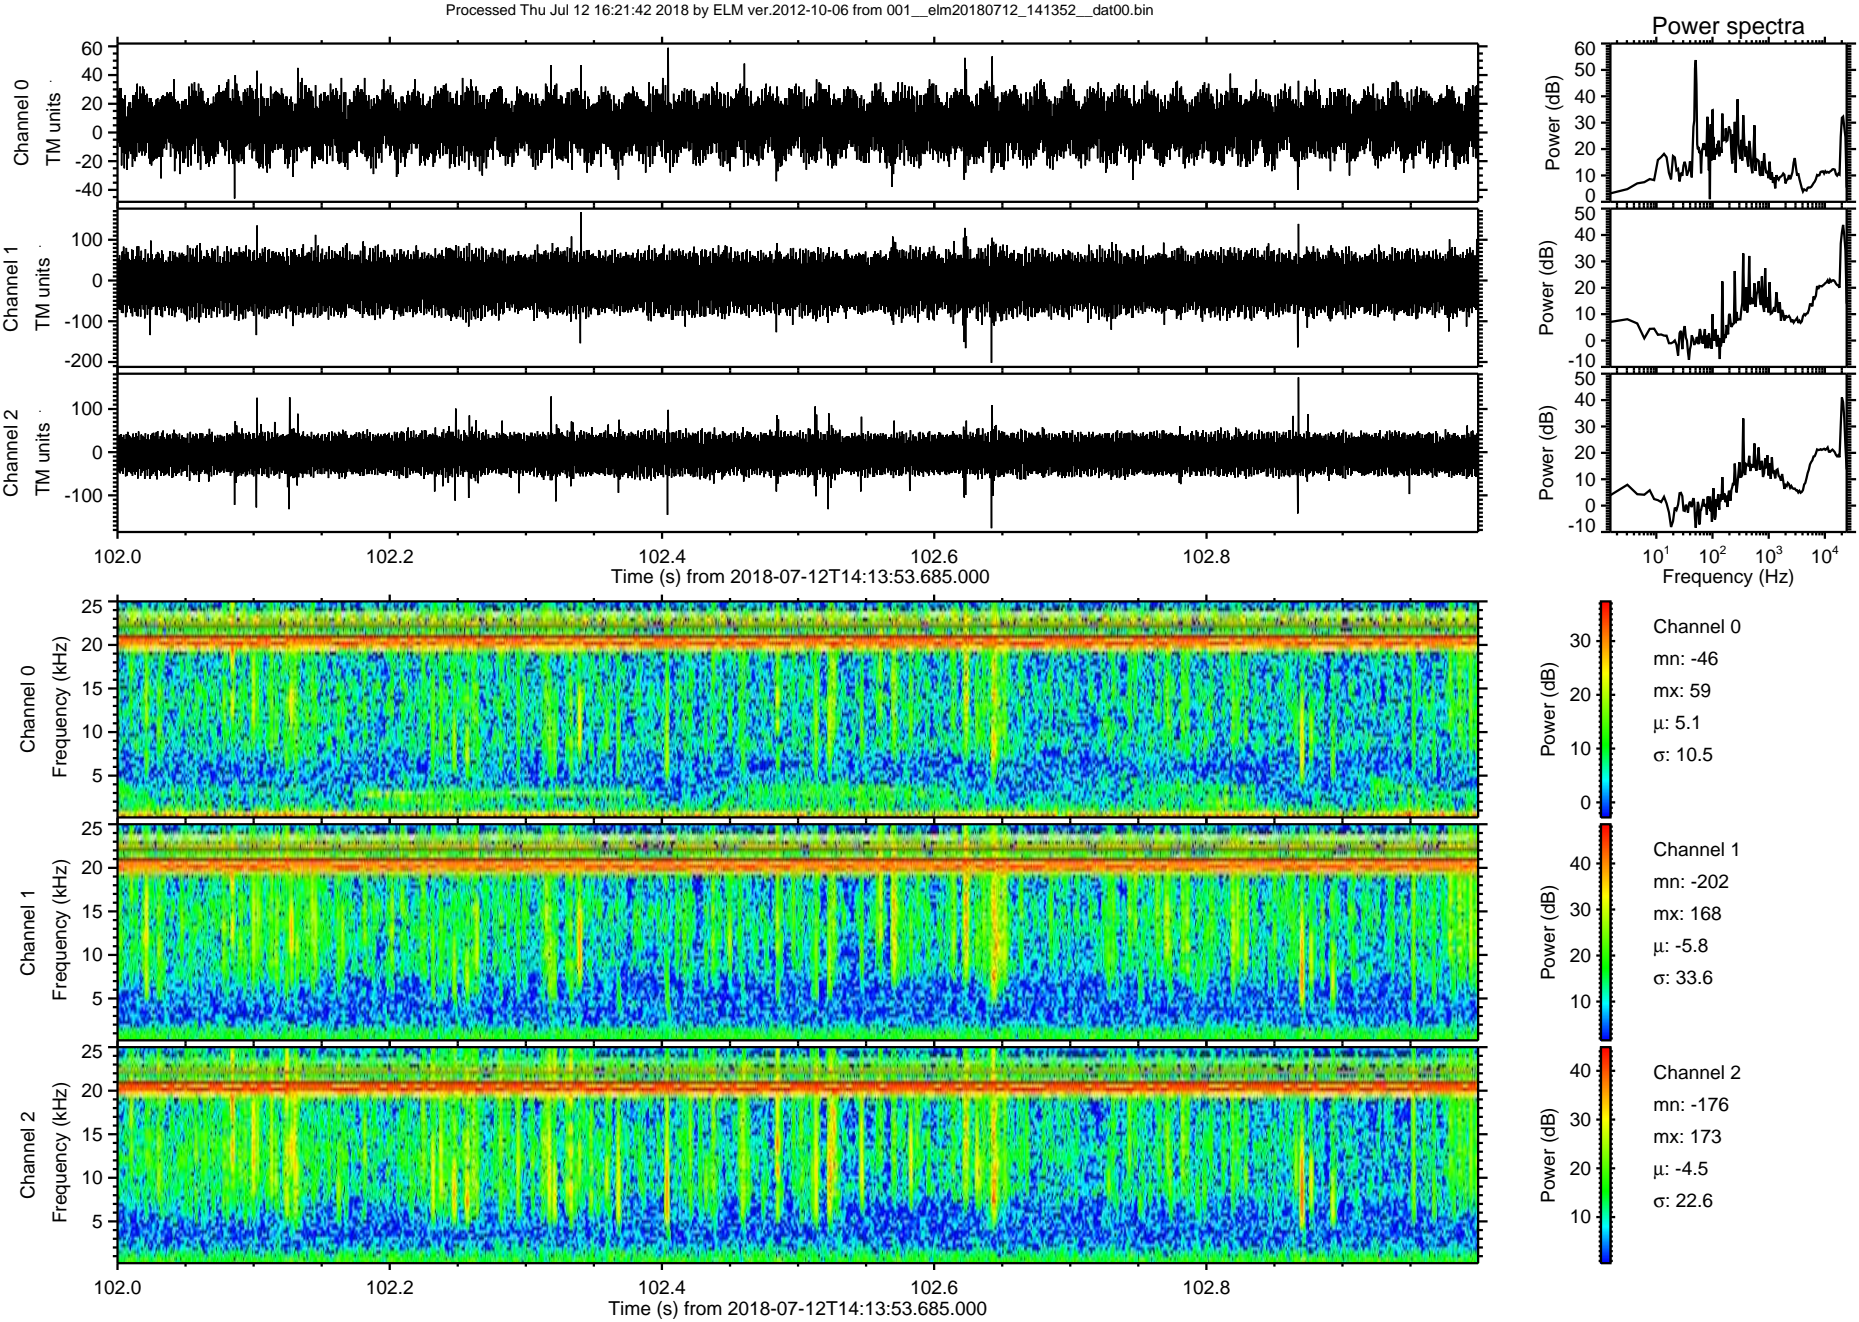 Processed Thu Jul 12 16:21:42 2018 by ELM ver.2012-10-06 from 001__elm20180712_141352__dat00.bin
Power spectra
Channel 0
TM units
60
40
20
0
-20
-40
Power (dB)
60
50
40
30
20
10
0
Channel 1
TM units
100
0
-100
-200
Power (dB)
50
40
30
20
10
0
-10
Channel 2
TM units
100
0
-100
Power (dB)
50
40
30
20
10
0
-10
102.0 102.2 102.4 102.6 102.8
Time (s) from 2018-07-12T14:13:53.685.000
10¹ 10² 10³ 10⁴
Frequency (Hz)
Channel 0
Frequency (kHz)
25
20
15
10
5
Power (dB)
30
20
10
0
Channel 0
mn: -46
mx: 59
μ: 5.1
σ: 10.5
Channel 1
Frequency (kHz)
25
20
15
10
5
Power (dB)
40
30
20
10
Channel 1
mn: -202
mx: 168
μ: -5.8
σ: 33.6
Channel 2
Frequency (kHz)
25
20
15
10
5
Power (dB)
40
30
20
10
Channel 2
mn: -176
mx: 173
μ: -4.5
σ: 22.6
102.0 102.2 102.4 102.6 102.8
Time (s) from 2018-07-12T14:13:53.685.000